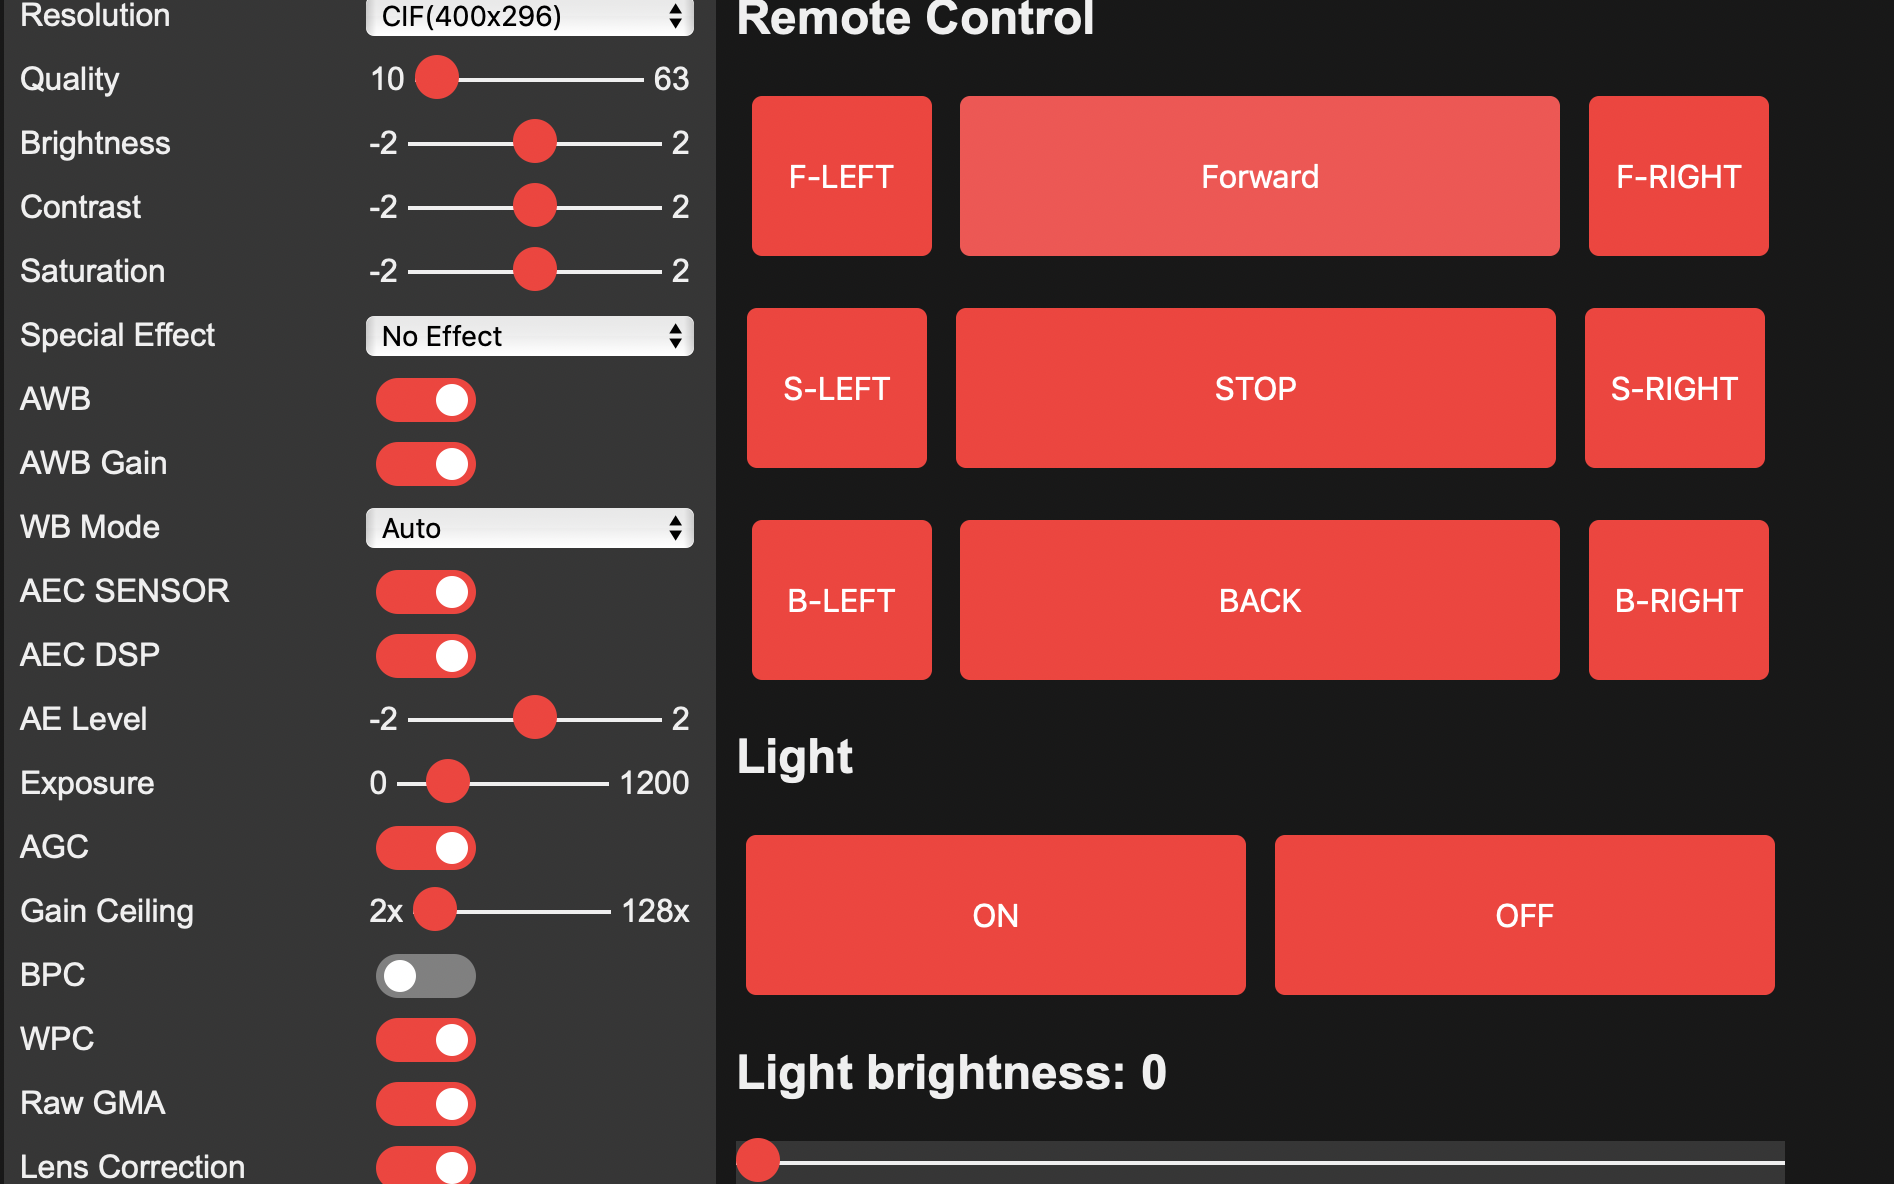 Resolution CIF(400x296)
Quality 10 63
Brightness -2 2
Contrast -2 2
Saturation -2 2
Special Effect No Effect
AWB
AWB Gain
WB Mode Auto
AEC SENSOR
AEC DSP
AE Level -2 2
Exposure 0 1200
AGC
Gain Ceiling 2x 128x
BPC
WPC
Raw GMA
Lens Correction
Remote Control
F-LEFT Forward F-RIGHT
S-LEFT STOP S-RIGHT
B-LEFT BACK B-RIGHT
Light
ON OFF
Light brightness: 0